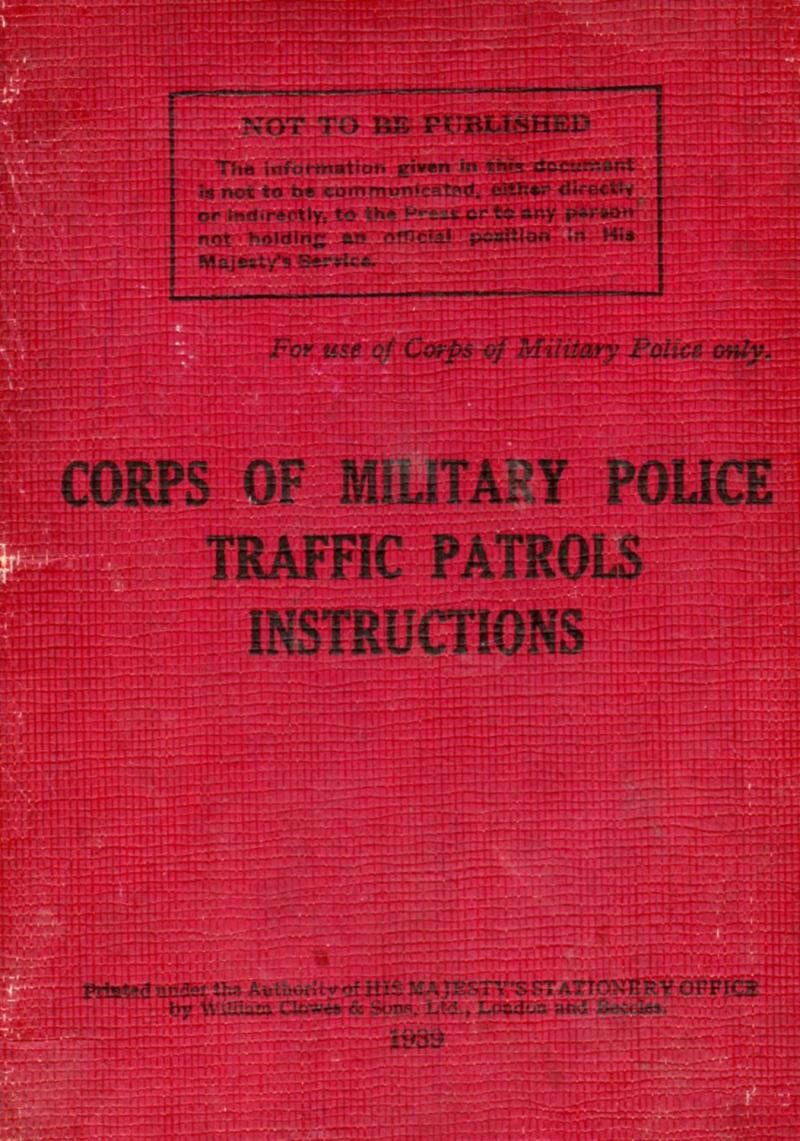 NOT TO BE PUBLISHED
The information given in this document
is not to be communicated, either directly
or indirectly, to the Press or to any person
not holding an official position in His
Majesty's Service.
For use of Corps of Military Police only.
CORPS OF MILITARY POLICE
TRAFFIC PATROLS
INSTRUCTIONS
Printed under the Authority of HIS MAJESTY'S STATIONERY OFFICE
by William Clowes & Sons, Ltd., London and Beccles.
1939